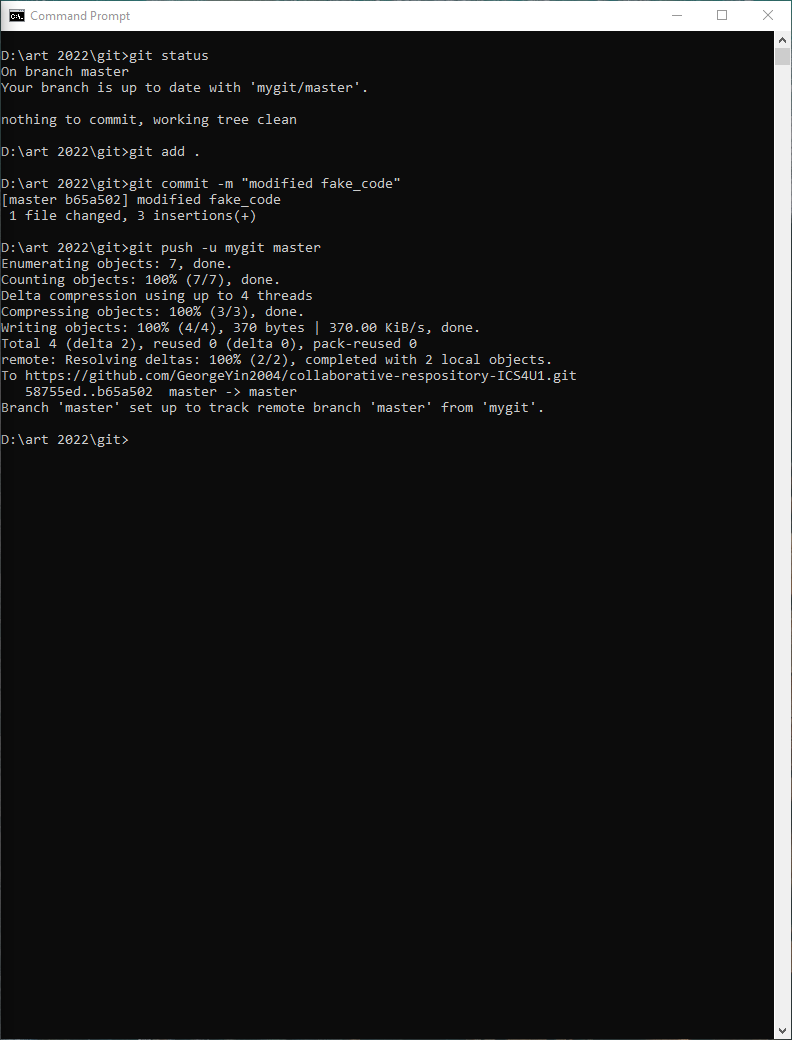 Command Prompt
D:\art 2022\git>git status
On branch master
Your branch is up to date with 'mygit/master'.
nothing to commit, working tree clean
D:\art 2022\git>git add .
D:\art 2022\git>git commit -m "modified fake_code"
[master b65a502] modified fake_code
 1 file changed, 3 insertions(+)
D:\art 2022\git>git push -u mygit master
Enumerating objects: 7, done.
Counting objects: 100% (7/7), done.
Delta compression using up to 4 threads
Compressing objects: 100% (3/3), done.
Writing objects: 100% (4/4), 370 bytes | 370.00 KiB/s, done.
Total 4 (delta 2), reused 0 (delta 0), pack-reused 0
remote: Resolving deltas: 100% (2/2), completed with 2 local objects.
To https://github.com/GeorgeYin2004/collaborative-respository-ICS4U1.git
   58755ed..b65a502  master -> master
Branch 'master' set up to track remote branch 'master' from 'mygit'.
D:\art 2022\git>